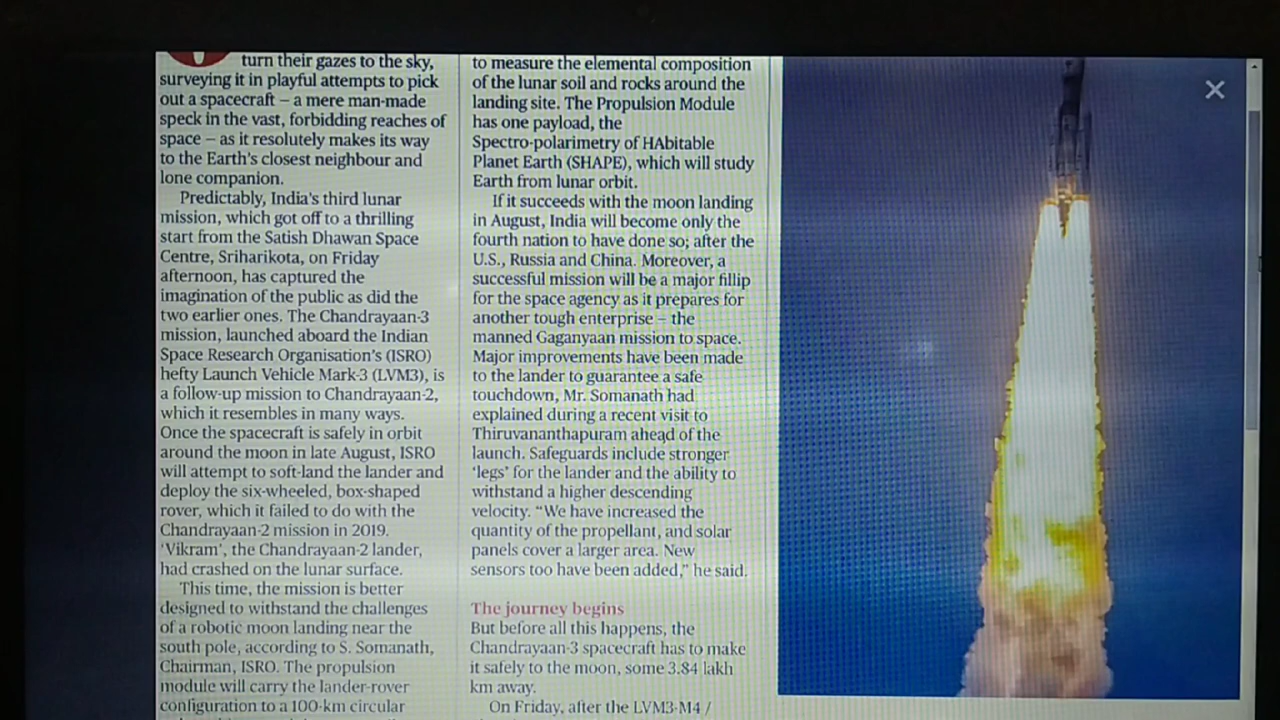 turn their gazes to the sky,
surveying it in playful attempts to pick
out a spacecraft – a mere man-made
speck in the vast, forbidding reaches of
space – as it resolutely makes its way
to the Earth's closest neighbour and
lone companion.
Predictably, India's third lunar
mission, which got off to a thrilling
start from the Satish Dhawan Space
Centre, Sriharikota, on Friday
afternoon, has captured the
imagination of the public as did the
two earlier ones. The Chandrayaan-3
mission, launched aboard the Indian
Space Research Organisation's (ISRO)
hefty Launch Vehicle Mark-3 (LVM3), is
a follow-up mission to Chandrayaan-2,
which it resembles in many ways.
Once the spacecraft is safely in orbit
around the moon in late August, ISRO
will attempt to soft-land the lander and
deploy the six-wheeled, box-shaped
rover, which it failed to do with the
Chandrayaan-2 mission in 2019.
'Vikram', the Chandrayaan-2 lander,
had crashed on the lunar surface.
This time, the mission is better
designed to withstand the challenges
of a robotic moon landing near the
south pole, according to S. Somanath,
Chairman, ISRO. The propulsion
module will carry the lander-rover
configuration to a 100-km circular
to measure the elemental composition
of the lunar soil and rocks around the
landing site. The Propulsion Module
has one payload, the
Spectro-polarimetry of HAbitable
Planet Earth (SHAPE), which will study
Earth from lunar orbit.
If it succeeds with the moon landing
in August, India will become only the
fourth nation to have done so; after the
U.S., Russia and China. Moreover, a
successful mission will be a major fillip
for the space agency as it prepares for
another tough enterprise – the
manned Gaganyaan mission to space.
Major improvements have been made
to the lander to guarantee a safe
touchdown, Mr. Somanath had
explained during a recent visit to
Thiruvananthapuram ahead of the
launch. Safeguards include stronger
'legs' for the lander and the ability to
withstand a higher descending
velocity. "We have increased the
quantity of the propellant, and solar
panels cover a larger area. New
sensors too have been added," he said.
The journey begins
But before all this happens, the
Chandrayaan-3 spacecraft has to make
it safely to the moon, some 3.84 lakh
km away.
On Friday, after the LVM3-M4 /